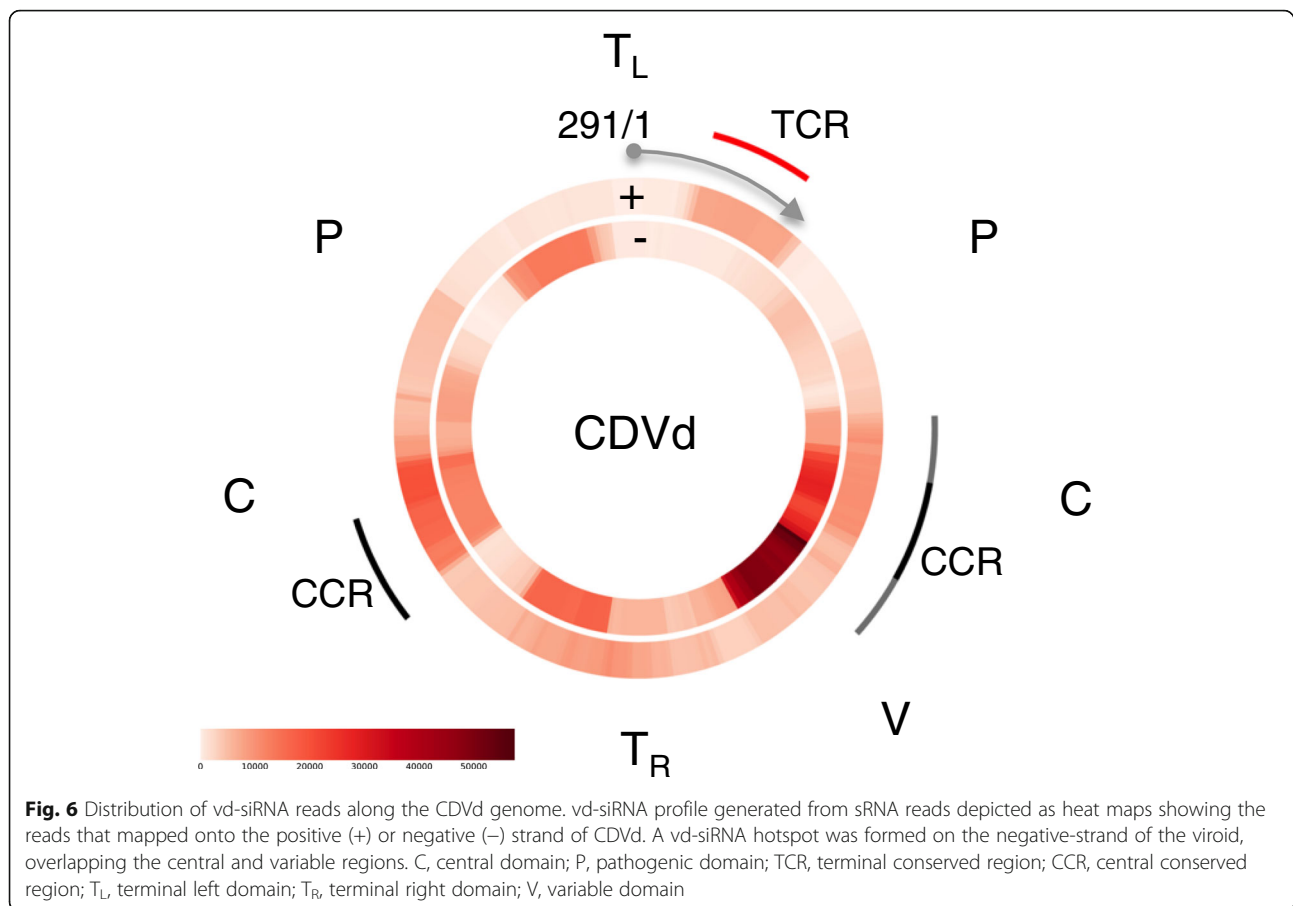 T_L
291/1
TCR
+
-
P
P
CDVd
C
C
CCR
CCR
V
T_R
0 10000 20000 30000 40000 50000
Fig. 6 Distribution of vd-siRNA reads along the CDVd genome. vd-siRNA profile generated from sRNA reads depicted as heat maps showing the
reads that mapped onto the positive (+) or negative (−) strand of CDVd. A vd-siRNA hotspot was formed on the negative-strand of the viroid,
overlapping the central and variable regions. C, central domain; P, pathogenic domain; TCR, terminal conserved region; CCR, central conserved
region; T_L, terminal left domain; T_R, terminal right domain; V, variable domain